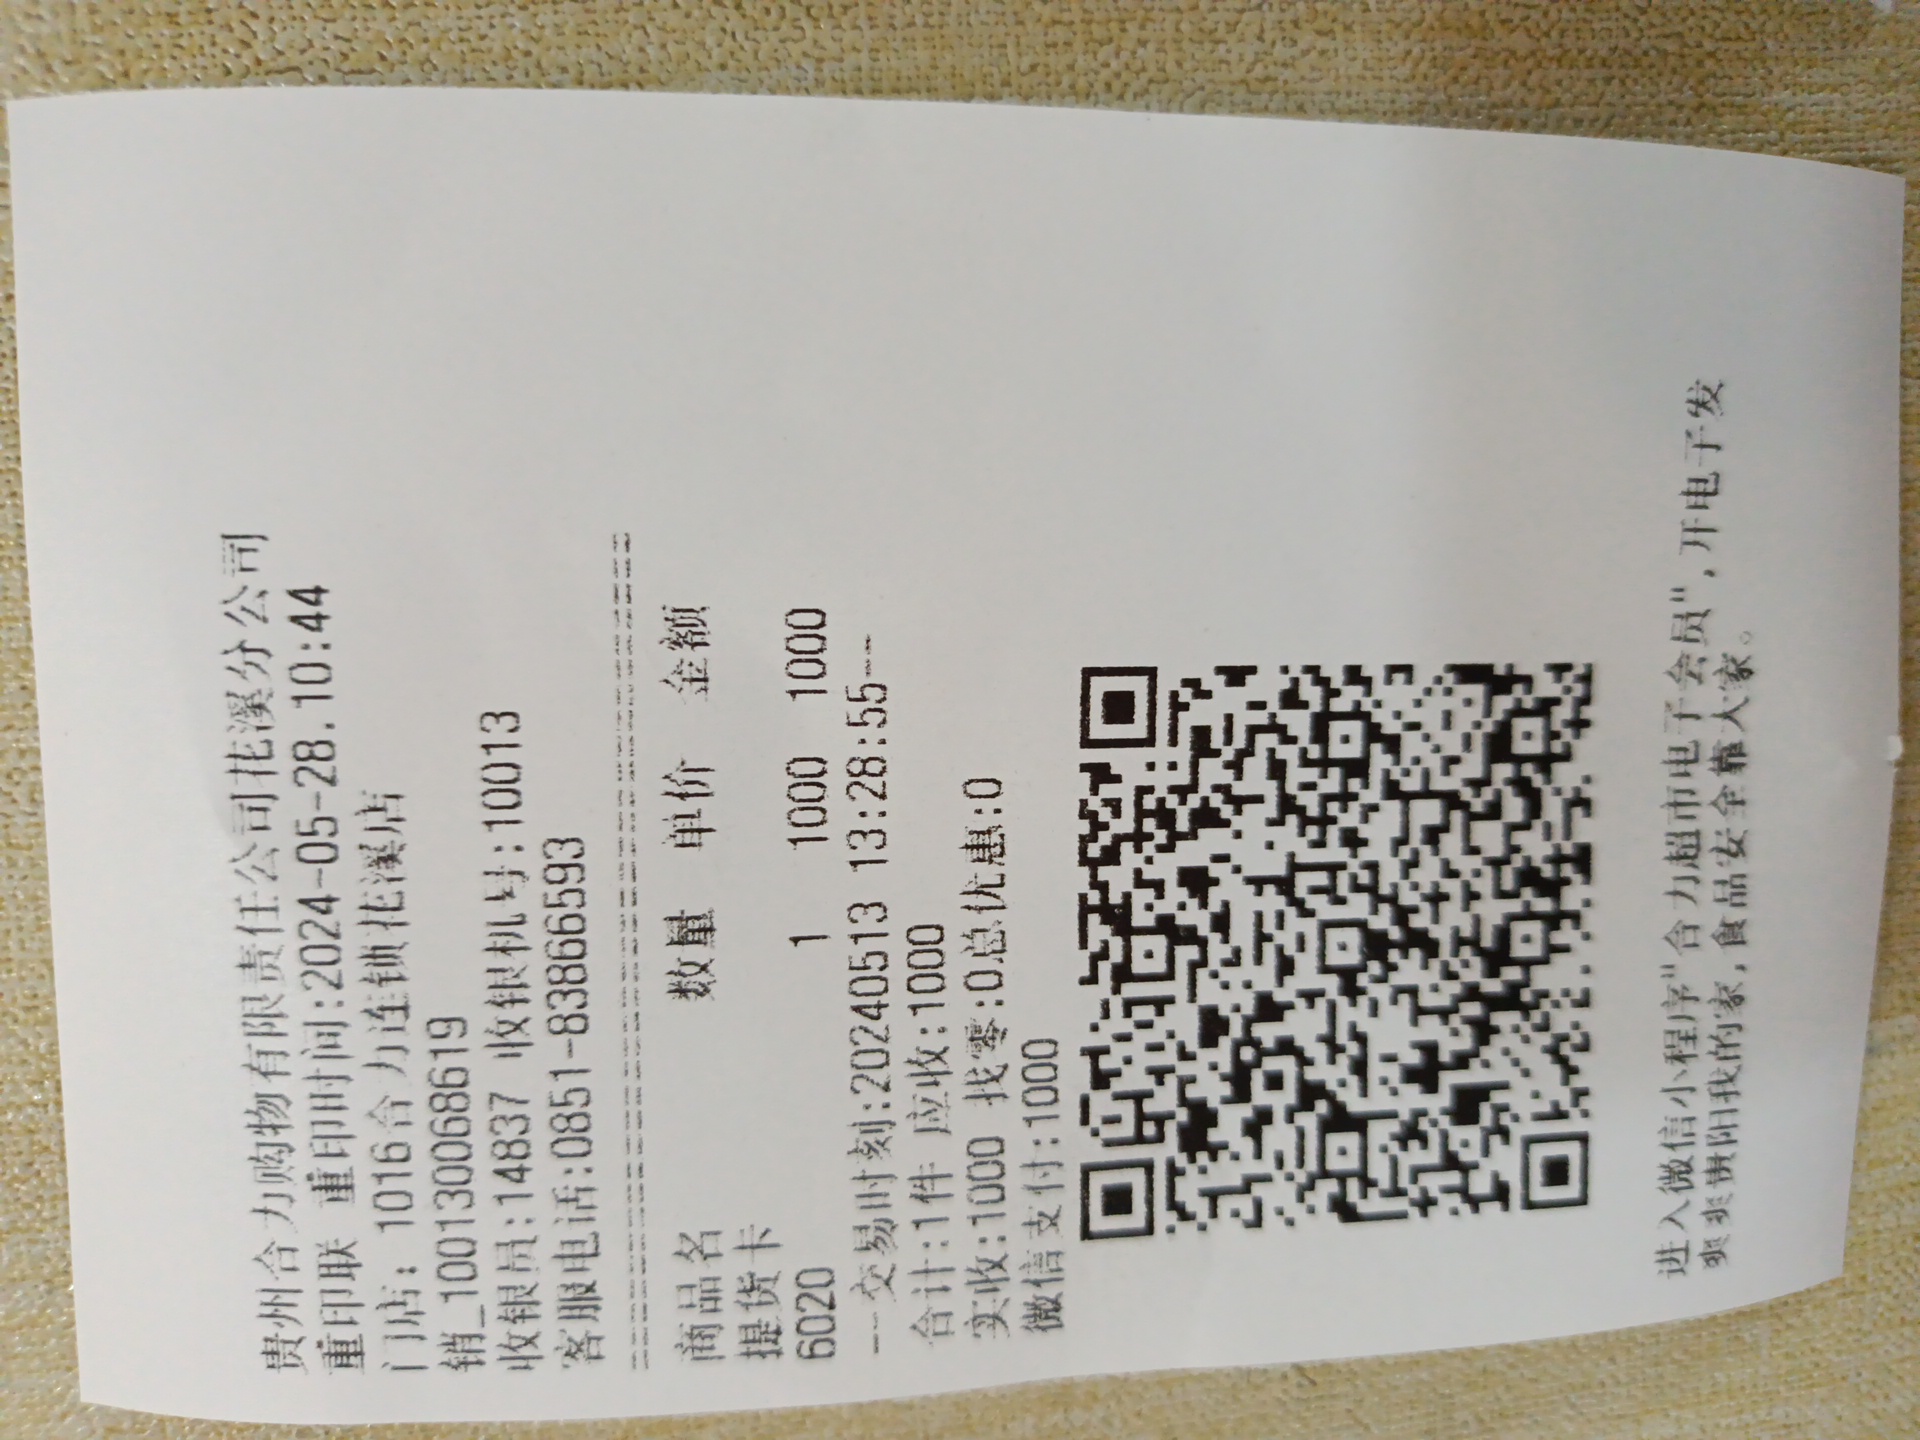 贵州合力购物有限责任公司花溪分公司
重印联  重印时间:2024-05-28.10:44
门店: 1016合力连锁花溪店
销_1001300686619
收银员:14837  收银机号:10013
客服电话:0851-83866593
商品名 数量 单价 金额
提货卡
6020 1 1000 1000
--交易时刻:20240513 13:28:55--
合计:1件 应收:1000
实收:1000 找零:0总优惠:0
微信支付:1000
进入微信小程序"合力超市电子会员",开电子发
爽爽贵阳我的家,食品安全靠大家。